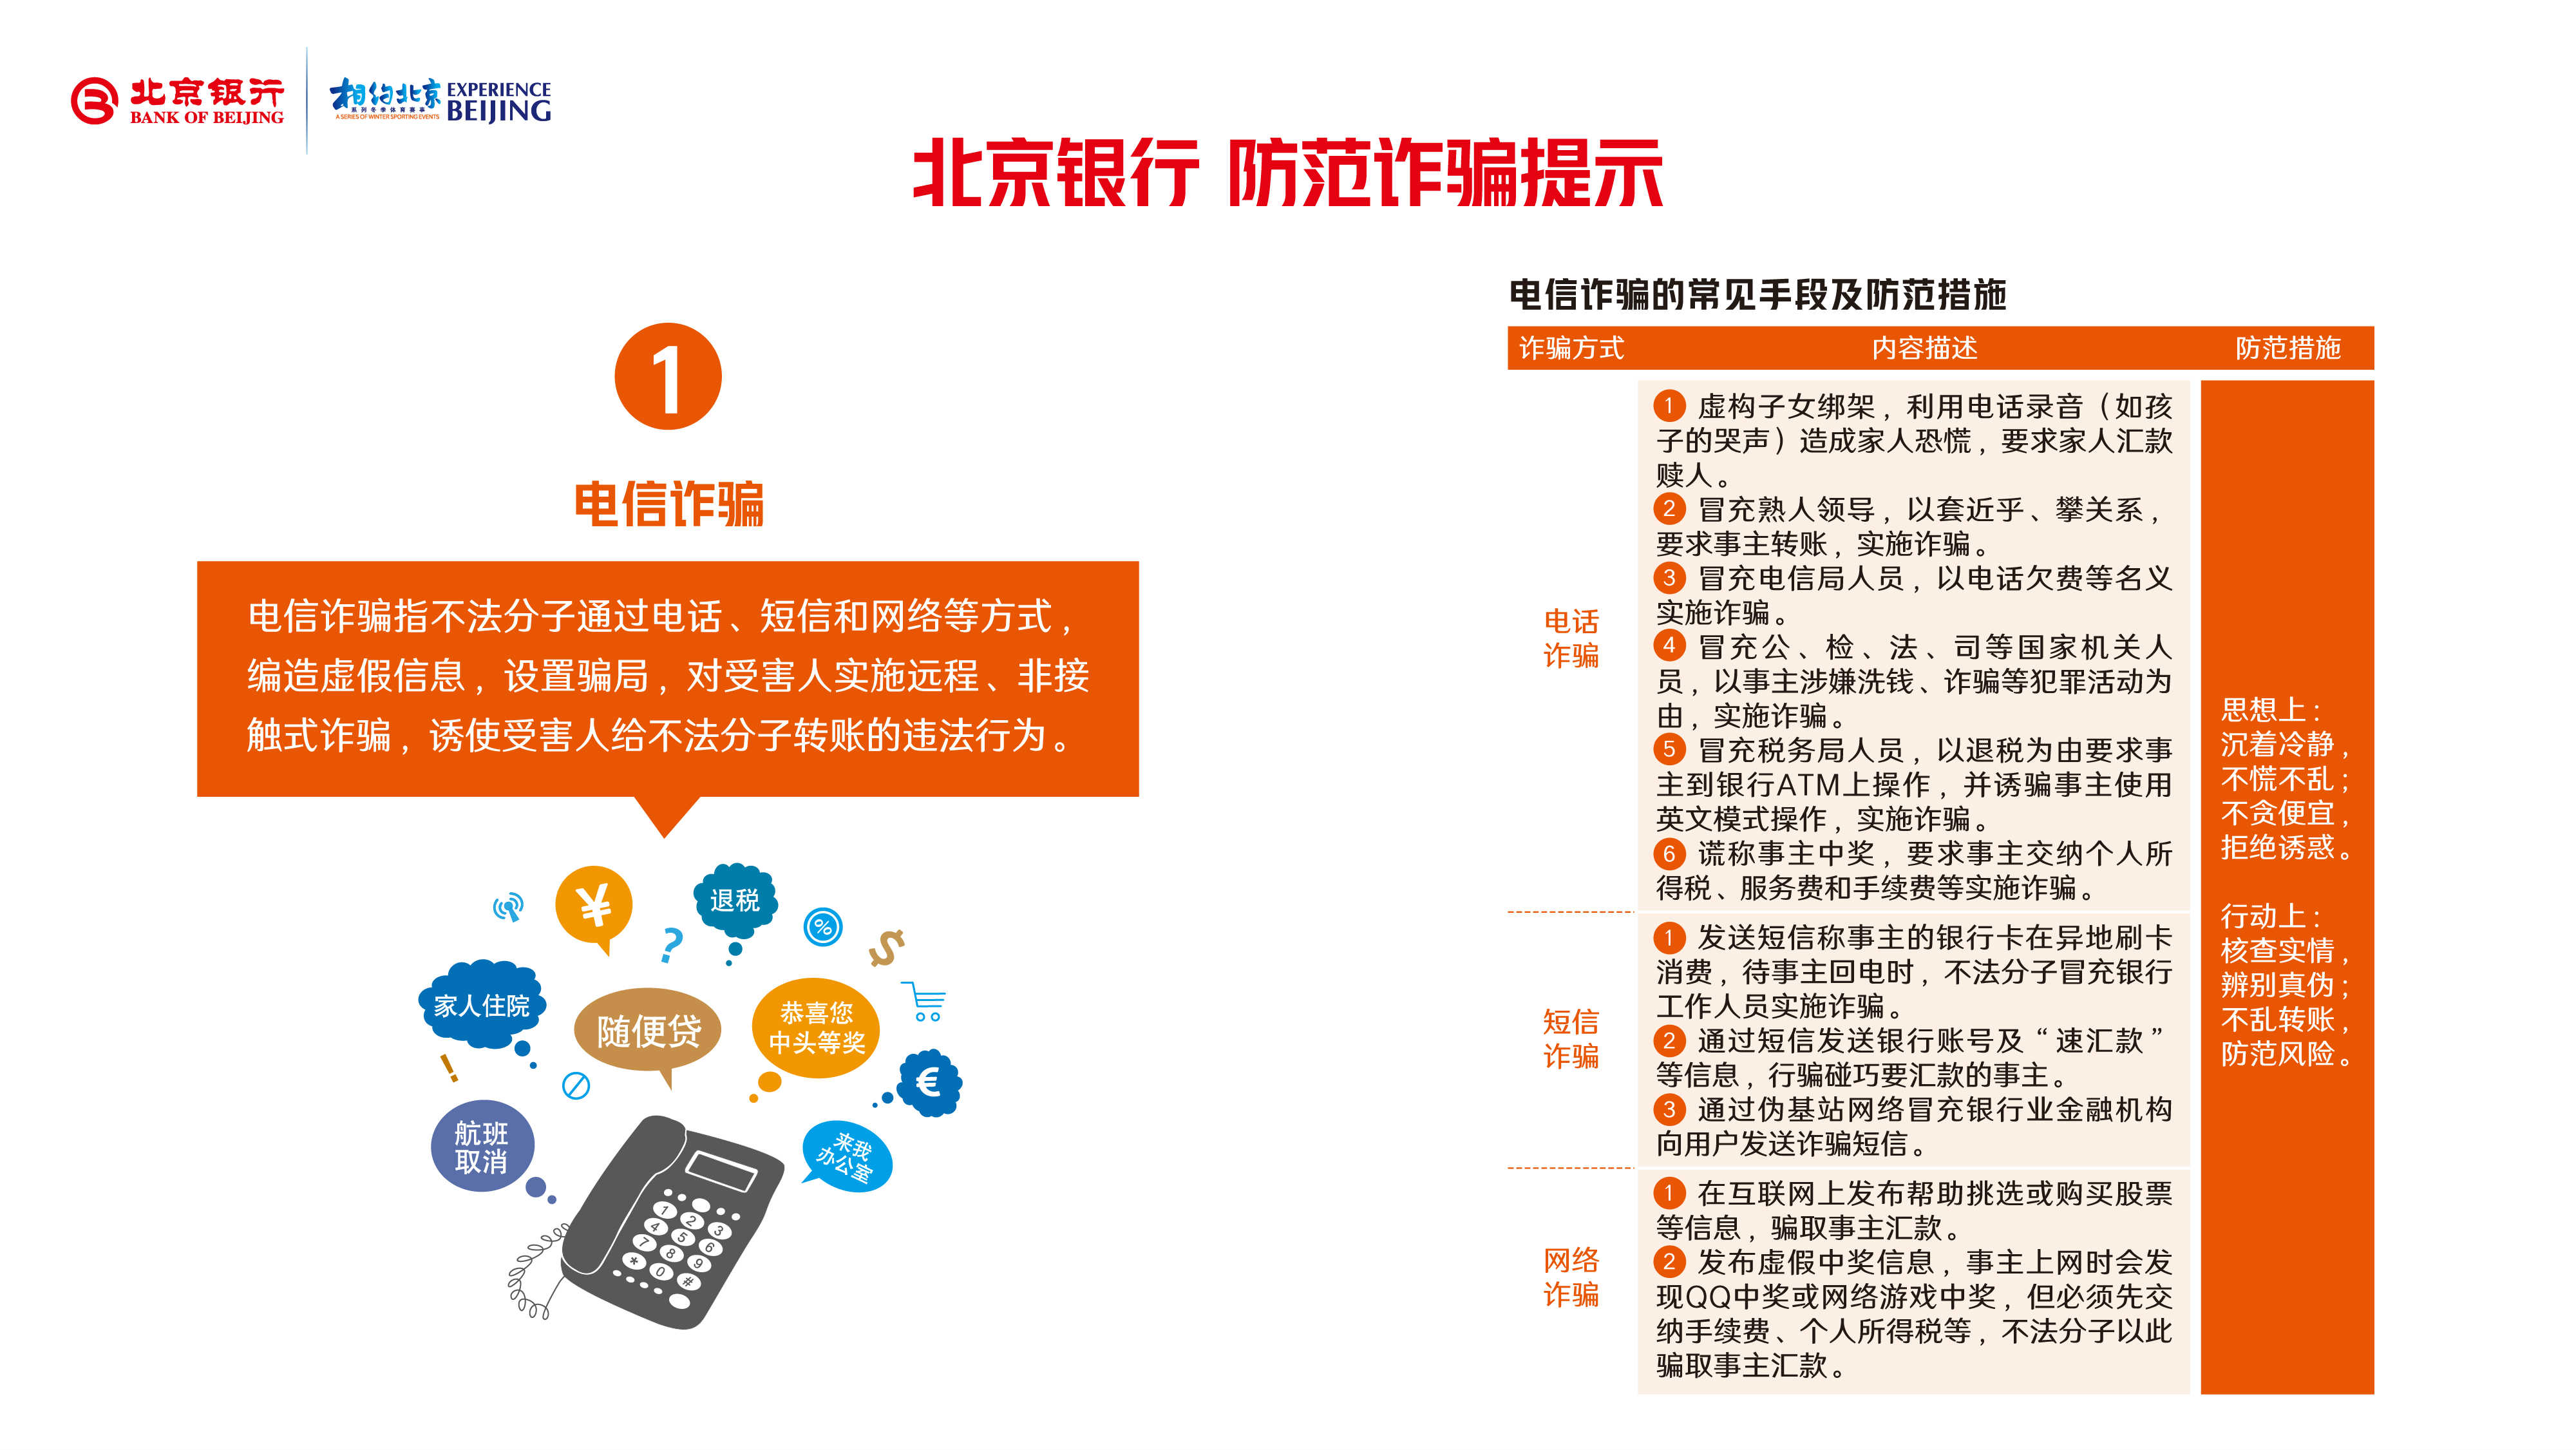 北京银行
BANK OF BEIJING
相约北京
系列冬季体育赛事
A SERIES OF WINTER SPORTING EVENTS
EXPERIENCE
BEIJING
北京银行 防范诈骗提示
1
电信诈骗
电信诈骗指不法分子通过电话、短信和网络等方式，
编造虚假信息，设置骗局，对受害人实施远程、非接
触式诈骗，诱使受害人给不法分子转账的违法行为。
¥
退税
?
%
$
家人住院
随便贷
恭喜您
中头等奖
€
!
航班
取消
来我
办公室
1 2 3
4 5 6
7 8 9
* 0 #
电信诈骗的常见手段及防范措施
诈骗方式 内容描述 防范措施
电话
诈骗
1 虚构子女绑架，利用电话录音（如孩
子的哭声）造成家人恐慌，要求家人汇款
赎人。
2 冒充熟人领导，以套近乎、攀关系，
要求事主转账，实施诈骗。
3 冒充电信局人员，以电话欠费等名义
实施诈骗。
4 冒充公、检、法、司等国家机关人
员，以事主涉嫌洗钱、诈骗等犯罪活动为
由，实施诈骗。
5 冒充税务局人员，以退税为由要求事
主到银行ATM上操作，并诱骗事主使用
英文模式操作，实施诈骗。
6 谎称事主中奖，要求事主交纳个人所
得税、服务费和手续费等实施诈骗。
短信
诈骗
1 发送短信称事主的银行卡在异地刷卡
消费，待事主回电时，不法分子冒充银行
工作人员实施诈骗。
2 通过短信发送银行账号及“速汇款”
等信息，行骗碰巧要汇款的事主。
3 通过伪基站网络冒充银行业金融机构
向用户发送诈骗短信。
网络
诈骗
1 在互联网上发布帮助挑选或购买股票
等信息，骗取事主汇款。
2 发布虚假中奖信息，事主上网时会发
现QQ中奖或网络游戏中奖，但必须先交
纳手续费、个人所得税等，不法分子以此
骗取事主汇款。
思想上：
沉着冷静，
不慌不乱；
不贪便宜，
拒绝诱惑。
行动上：
核查实情，
辨别真伪；
不乱转账，
防范风险。